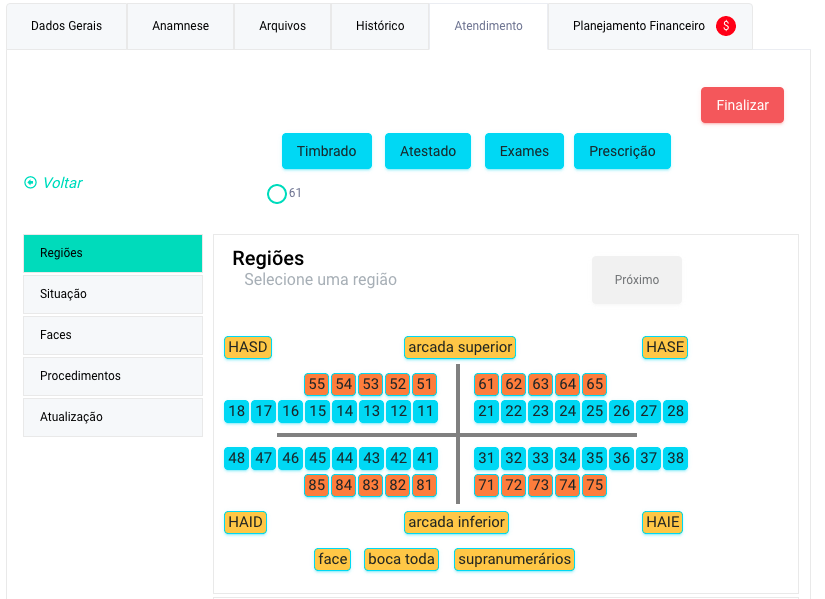 Dados Gerais Anamnese Arquivos Histórico Atendimento Planejamento Financeiro $
Finalizar
Timbrado Atestado Exames Prescrição
Voltar
61
Regiões
Situação
Faces
Procedimentos
Atualização
Regiões
Selecione uma região
Próximo
HASD arcada superior HASE
55 54 53 52 51 61 62 63 64 65
18 17 16 15 14 13 12 11 21 22 23 24 25 26 27 28
48 47 46 45 44 43 42 41 31 32 33 34 35 36 37 38
85 84 83 82 81 71 72 73 74 75
HAID arcada inferior HAIE
face boca toda supranumerários